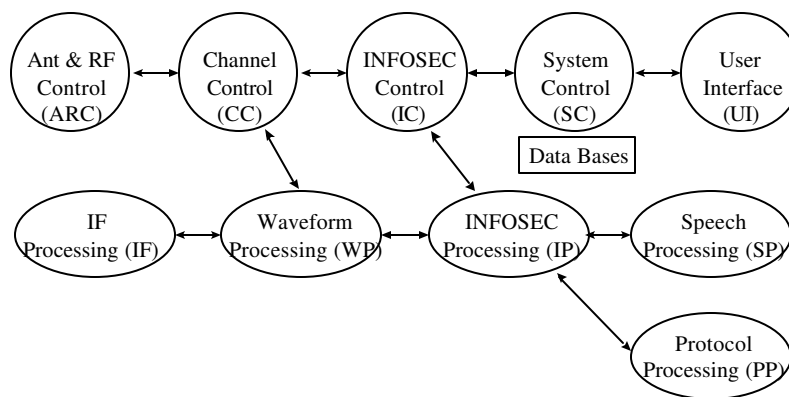 Ant & RF
Control
(ARC)
Channel
Control
(CC)
INFOSEC
Control
(IC)
System
Control
(SC)
User
Interface
(UI)
Data Bases
IF
Processing (IF)
Waveform
Processing (WP)
INFOSEC
Processing (IP)
Speech
Processing (SP)
Protocol
Processing (PP)